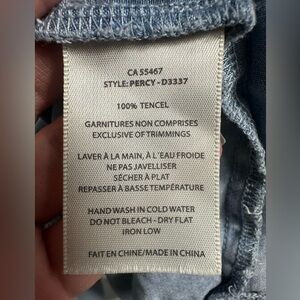 CA 55467
STYLE: PERCY - D3337
100% TENCEL
GARNITURES NON COMPRISES
EXCLUSIVE OF TRIMMINGS
LAVER À LA MAIN, À L'EAU FROIDE
NE PAS JAVELLISER
SÉCHER À PLAT
REPASSER À BASSE TEMPÉRATURE
HAND WASH IN COLD WATER
DO NOT BLEACH - DRY FLAT
IRON LOW
FAIT EN CHINE/MADE IN CHINA